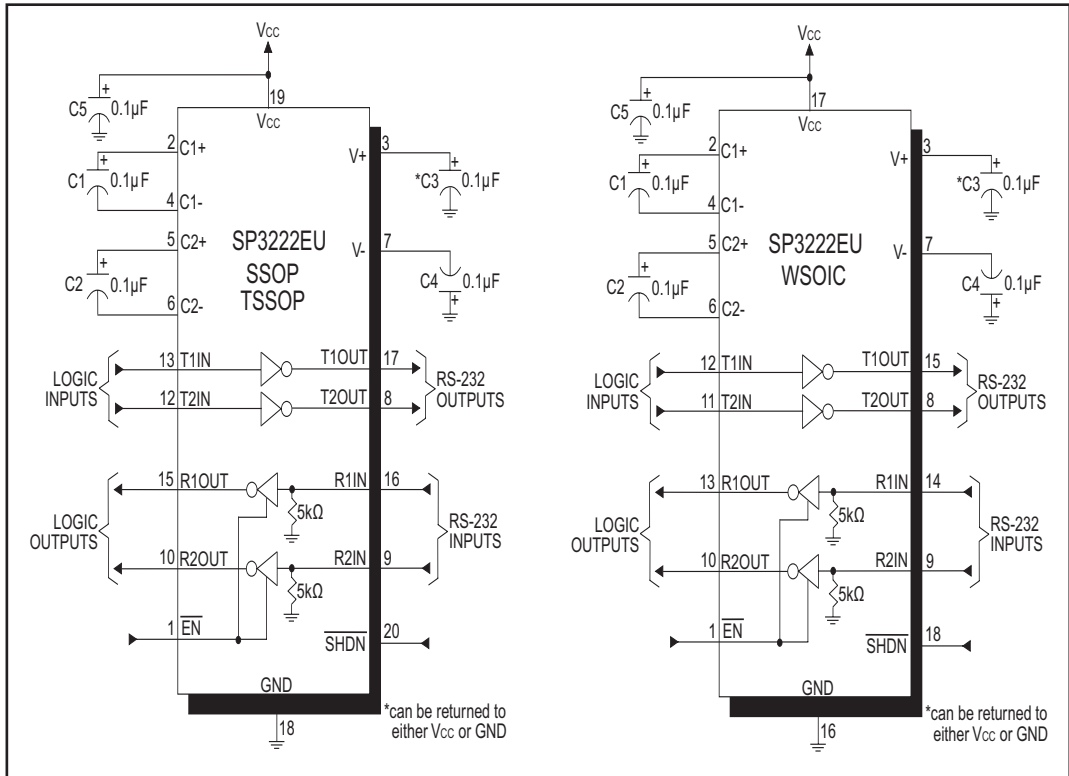 VCC
19
C5
+
0.1µF
VCC
2
C1+
C1
+
0.1µF
4
C1-
5
C2+
C2
+
0.1µF
6
C2-
SP3222EU
SSOP
TSSOP
V+
3
*C3
+
0.1µF
V-
7
C4
0.1µF
+
LOGIC
INPUTS
13
T1IN
T1OUT
17
12
T2IN
T2OUT
8
RS-232
OUTPUTS
LOGIC
OUTPUTS
15
R1OUT
R1IN
16
5kΩ
10
R2OUT
R2IN
9
5kΩ
RS-232
INPUTS
1
EN
SHDN
20
GND
18
*can be returned to
either VCC or GND
VCC
17
C5
+
0.1µF
VCC
2
C1+
C1
+
0.1µF
4
C1-
5
C2+
C2
+
0.1µF
6
C2-
SP3222EU
WSOIC
V+
3
*C3
+
0.1µF
V-
7
C4
0.1µF
+
LOGIC
INPUTS
12
T1IN
T1OUT
15
11
T2IN
T2OUT
8
RS-232
OUTPUTS
LOGIC
OUTPUTS
13
R1OUT
R1IN
14
5kΩ
10
R2OUT
R2IN
9
5kΩ
RS-232
INPUTS
1
EN
SHDN
18
GND
16
*can be returned to
either VCC or GND